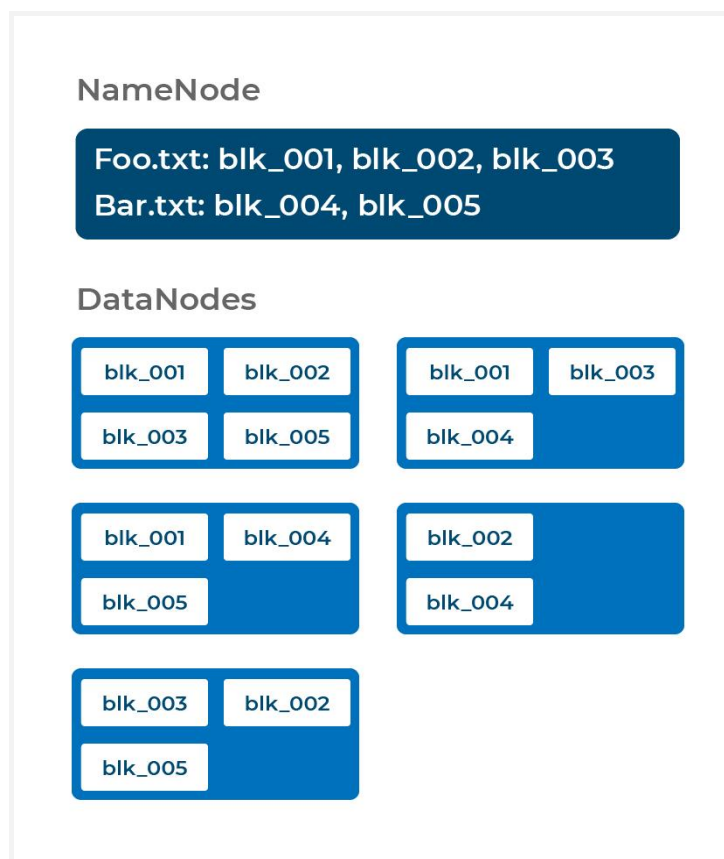 NameNode
Foo.txt: blk_001, blk_002, blk_003
Bar.txt: blk_004, blk_005
DataNodes
blk_001 blk_002
blk_003 blk_005
blk_001 blk_003
blk_004
blk_001 blk_004
blk_005
blk_002
blk_004
blk_003 blk_002
blk_005